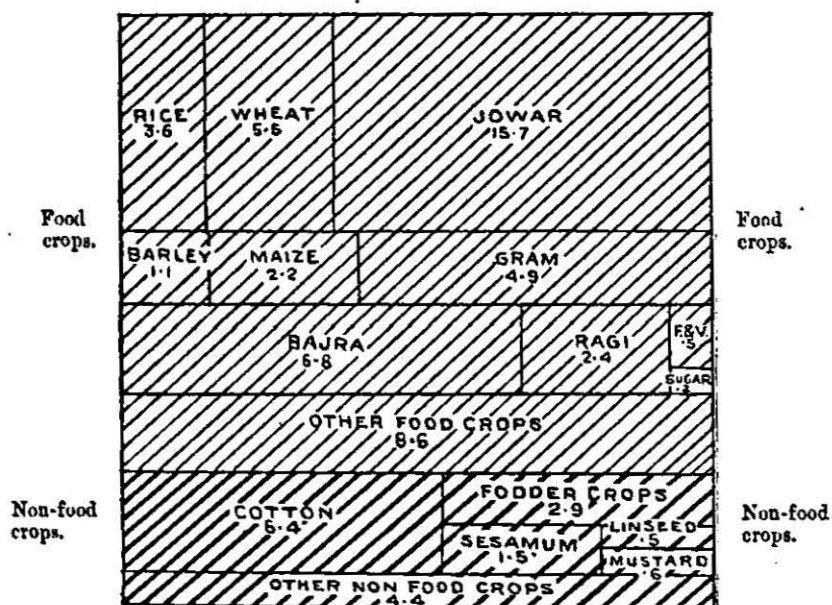 RICE
3·6
WHEAT
5·5
JOWAR
15·7
Food
crops.
Food
crops.
BARLEY
1·1
MAIZE
2·2
GRAM
4·9
BAJRA
6·8
RAGI
2·4
F.&V.
·5
SUGAR
OTHER FOOD CROPS
8·6
Non-food
crops.
Non-food
crops.
COTTON
6·4
FODDER CROPS
2·9
SESAMUM
1·5
LINSEED
·5
MUSTARD
·6
OTHER NON FOOD CROPS
4·4